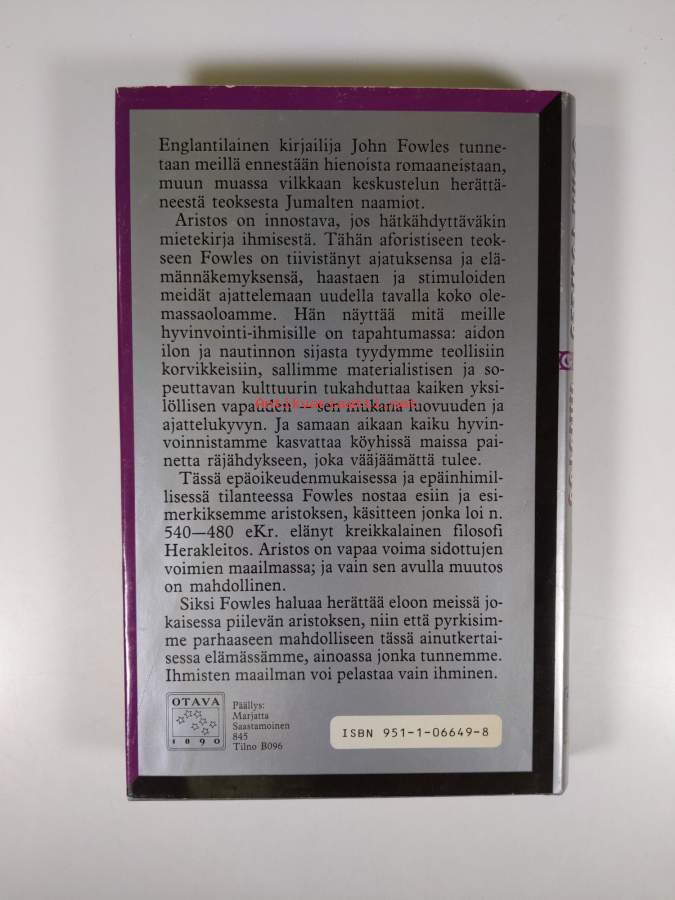 Englantilainen kirjailija John Fowles tunne-
taan meillä ennestään hienoista romaaneistaan,
muun muassa vilkkaan keskustelun herättä-
neestä teoksesta Jumalten naamiot.
Aristos on innostava, jos hätkähdyttäväkin
mietekirja ihmisestä. Tähän aforistiseen teok-
seen Fowles on tiivistänyt ajatuksensa ja elä-
männäkemyksensä, haastaen ja stimuloiden
meidät ajattelemaan uudella tavalla koko ole-
massaoloamme. Hän näyttää mitä meille
hyvinvointi-ihmisille on tapahtumassa: aidon
ilon ja nautinnon sijasta tyydymme teollisiin
korvikkeisiin, sallimme materialistisen ja so-
peuttavan kulttuurin tukahduttaa kaiken yksi-
löllisen vapauden — sen mukana luovuuden ja
ajattelukyvyn. Ja samaan aikaan kaiku hyvin-
voinnistamme kasvattaa köyhissä maissa pai-
netta räjähdykseen, joka vääjäämättä tulee.
Tässä epäoikeudenmukaisessa ja epäinhimil-
lisessä tilanteessa Fowles nostaa esiin ja esi-
merkiksemme aristoksen, käsitteen jonka loi n.
540—480 eKr. elänyt kreikkalainen filosofi
Herakleitos. Aristos on vapaa voima sidottujen
voimien maailmassa; ja vain sen avulla muutos
on mahdollinen.
Siksi Fowles haluaa herättää eloon meissä jo-
kaisessa piilevän aristoksen, niin että pyrkisim-
me parhaaseen mahdolliseen tässä ainutkertai-
sessa elämässämme, ainoassa jonka tunnemme.
Ihmisten maailman voi pelastaa vain ihminen.
OTAVA
1890
Päällys:
Marjatta
Saastamoinen
845
Tilno B096
ISBN 951-1-06649-8